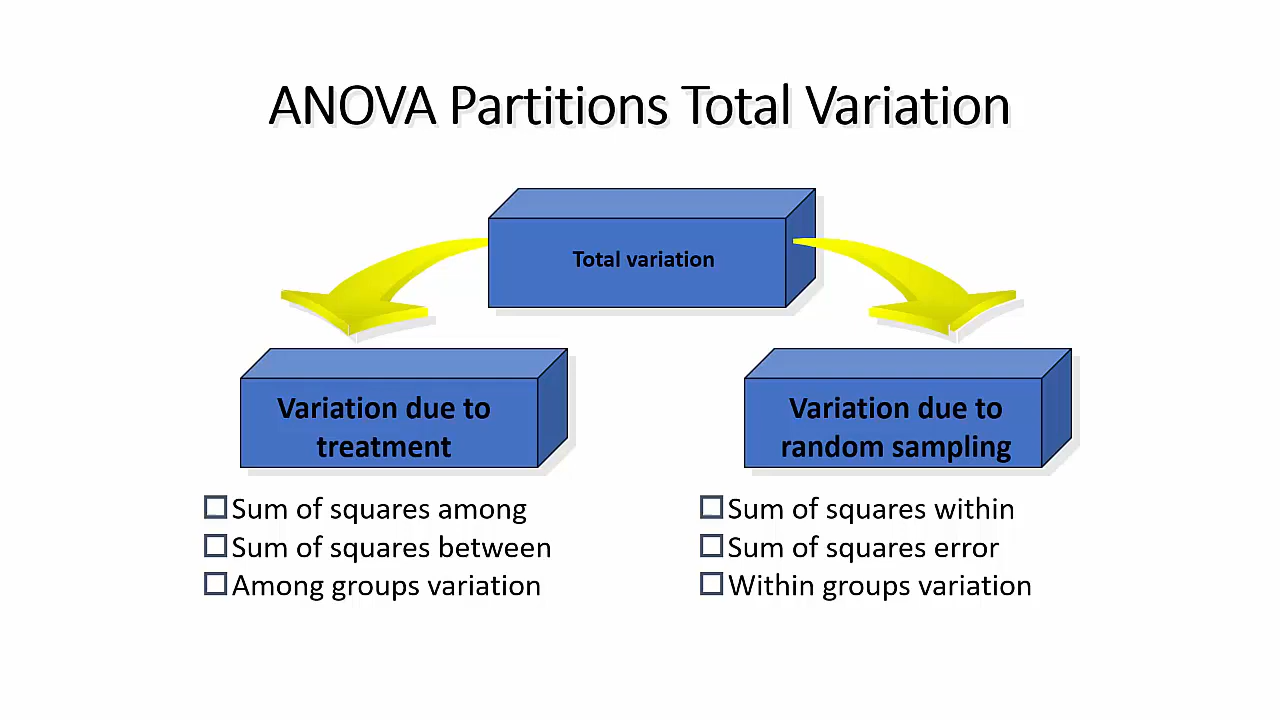 ANOVA Partitions Total Variation
Total variation
Variation due to
treatment
Variation due to
random sampling
Sum of squares among
Sum of squares between
Among groups variation
Sum of squares within
Sum of squares error
Within groups variation